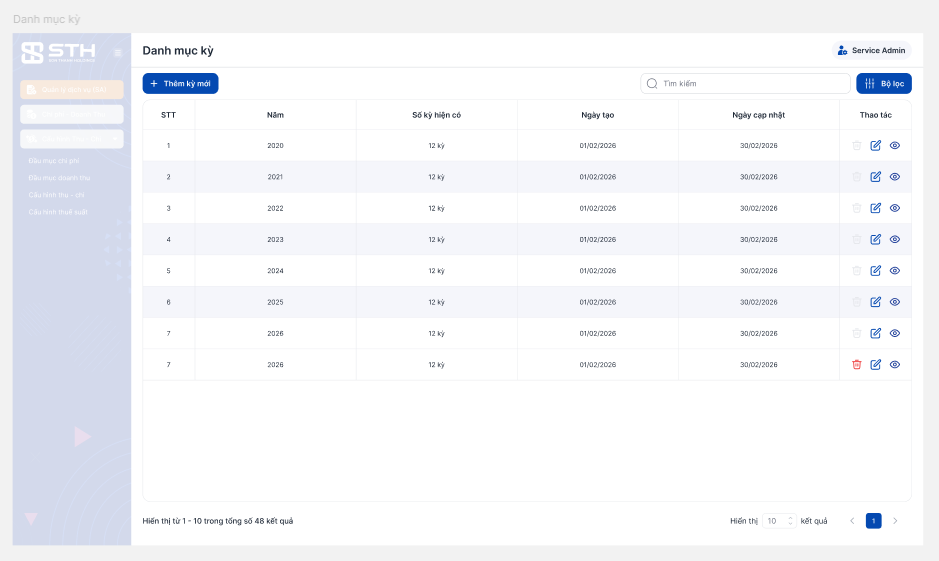 Danh mục kỳ
STH
Danh mục kỳ
Service Admin
Thêm kỳ mới
Tìm kiếm
Bộ lọc
STT Năm Số kỳ hiện có Ngày tạo Ngày cạp nhật Thao tác
1 2020 12 kỳ 01/02/2026 30/02/2026
2 2021 12 kỳ 01/02/2026 30/02/2026
3 2022 12 kỳ 01/02/2026 30/02/2026
4 2023 12 kỳ 01/02/2026 30/02/2026
5 2024 12 kỳ 01/02/2026 30/02/2026
6 2025 12 kỳ 01/02/2026 30/02/2026
7 2026 12 kỳ 01/02/2026 30/02/2026
7 2026 12 kỳ 01/02/2026 30/02/2026
Đầu mục chi phí
Đầu mục doanh thu
Cấu hình thu - chi
Cấu hình thuế suất
Hiển thị từ 1 - 10 trong tổng số 48 kết quả
Hiển thị 10 kết quả
1